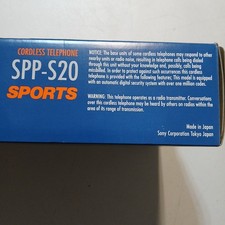 CORDLESS TELEPHONE
SPP-S20
SPORTS
NOTICE: The base units of some cordless telephones may respond to other
nearby units or radio noise, resulting in telephone calls being dialed
through this unit without your knowledge and, possibly, calls being
misbilled. In order to protect against such occurrences this cordless
telephone is provided with the following features: This model is equipped
with an automatic digital security system with over one million codes.
WARNING: This telephone operates as a radio transmitter. Conversations
over this cordless telephone may be heard by others on radios within the
area of its range of transmission.
Made in Japan
Sony Corporation Tokyo Japan